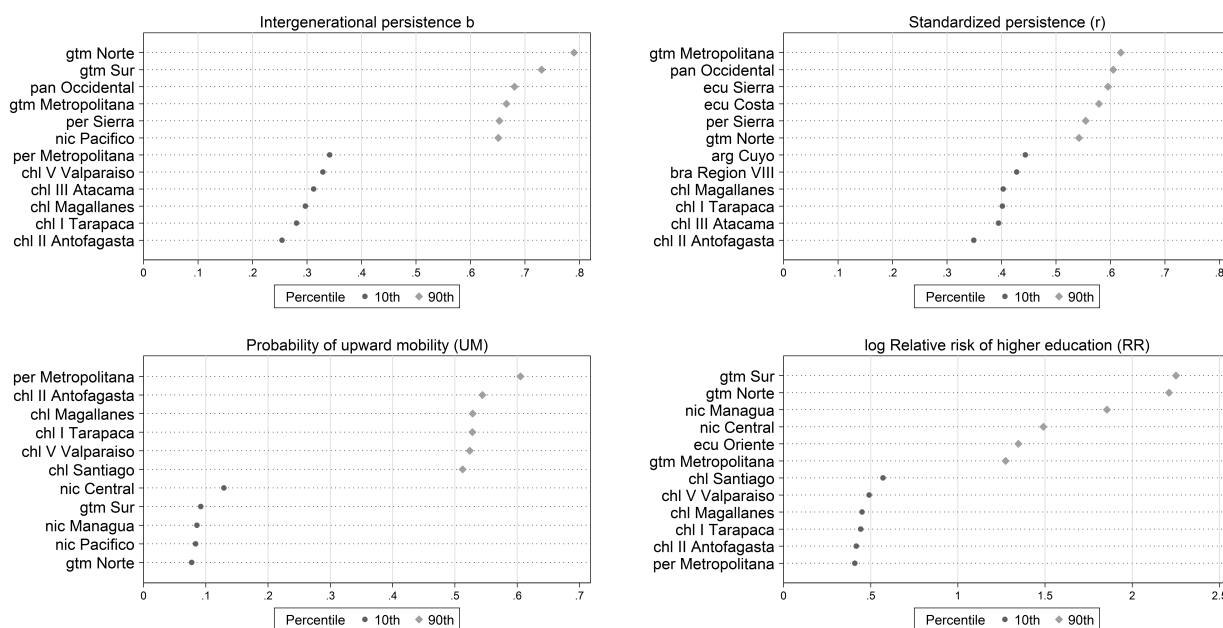 Intergenerational persistence b
gtm Norte
gtm Sur
pan Occidental
gtm Metropolitana
per Sierra
nic Pacifico
per Metropolitana
chl V Valparaiso
chl III Atacama
chl Magallanes
chl I Tarapaca
chl II Antofagasta
0 .1 .2 .3 .4 .5 .6 .7 .8
Percentile 10th 90th
Standardized persistence (r)
gtm Metropolitana
pan Occidental
ecu Sierra
ecu Costa
per Sierra
gtm Norte
arg Cuyo
bra Region VIII
chl Magallanes
chl I Tarapaca
chl III Atacama
chl II Antofagasta
0 .1 .2 .3 .4 .5 .6 .7 .8
Percentile 10th 90th
Probability of upward mobility (UM)
per Metropolitana
chl II Antofagasta
chl Magallanes
chl I Tarapaca
chl V Valparaiso
chl Santiago
nic Central
gtm Sur
nic Managua
nic Pacifico
gtm Norte
0 .1 .2 .3 .4 .5 .6 .7
Percentile 10th 90th
log Relative risk of higher education (RR)
gtm Sur
gtm Norte
nic Managua
nic Central
ecu Oriente
gtm Metropolitana
chl Santiago
chl V Valparaiso
chl Magallanes
chl I Tarapaca
chl II Antofagasta
per Metropolitana
0 .5 1 1.5 2 2.5
Percentile 10th 90th